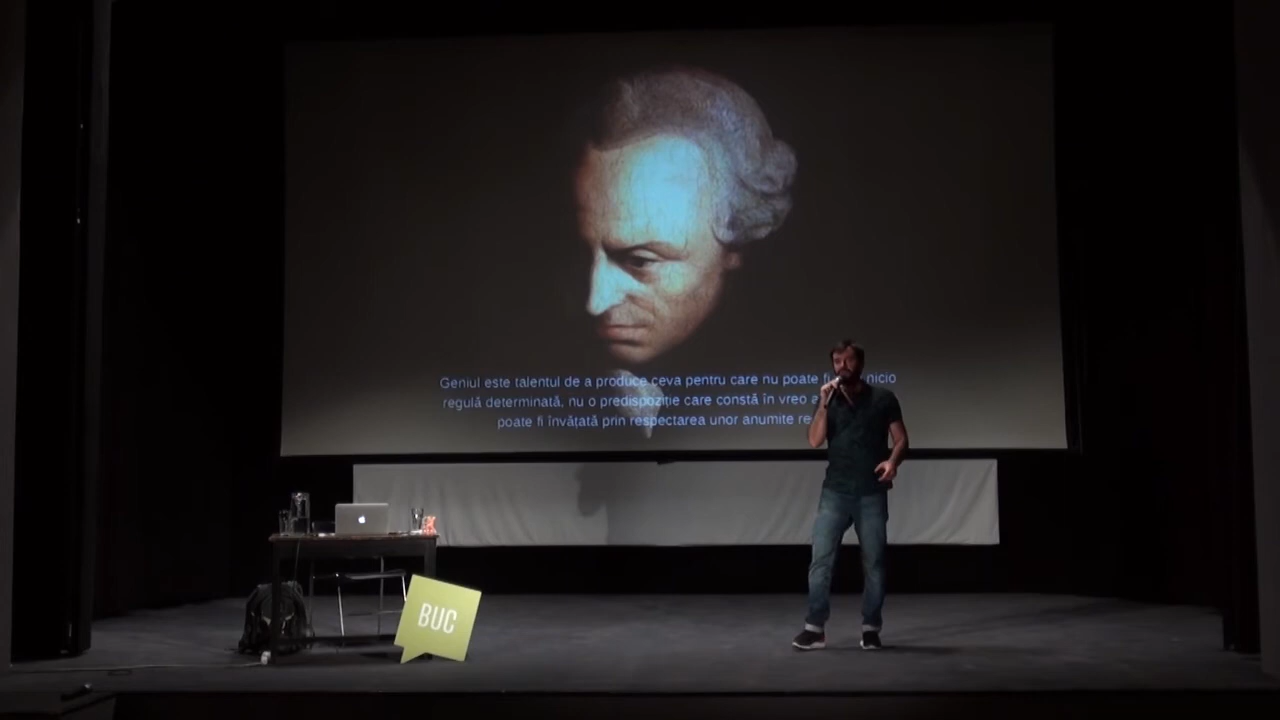 Geniul este talentul de a produce ceva pentru care nu poate nicio
regulă determinată, nu o predispoziție care constă în vreo
poate fi învățată prin respectarea unor anumite
BUC